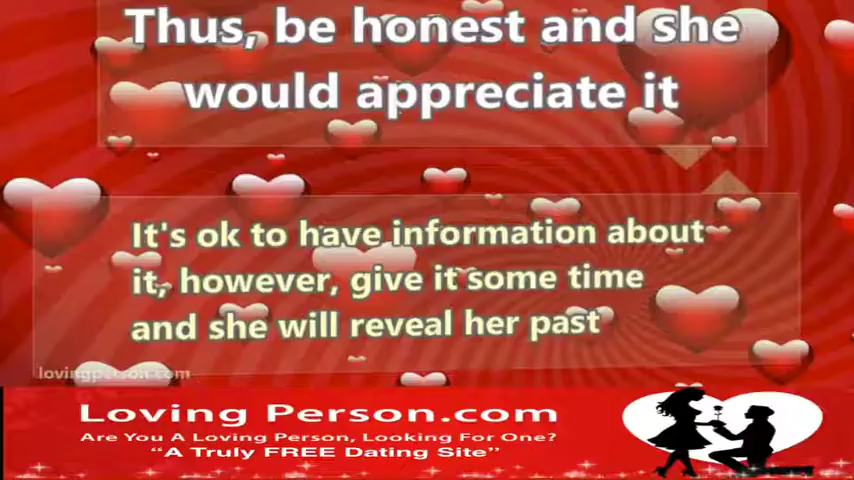 Thus, be honest and she
would appreciate it
It's ok to have information about
it, however, give it some time
and she will reveal her past
lovingperson.com
Loving Person.com
Are You A Loving Person, Looking For One?
“A Truly FREE Dating Site”